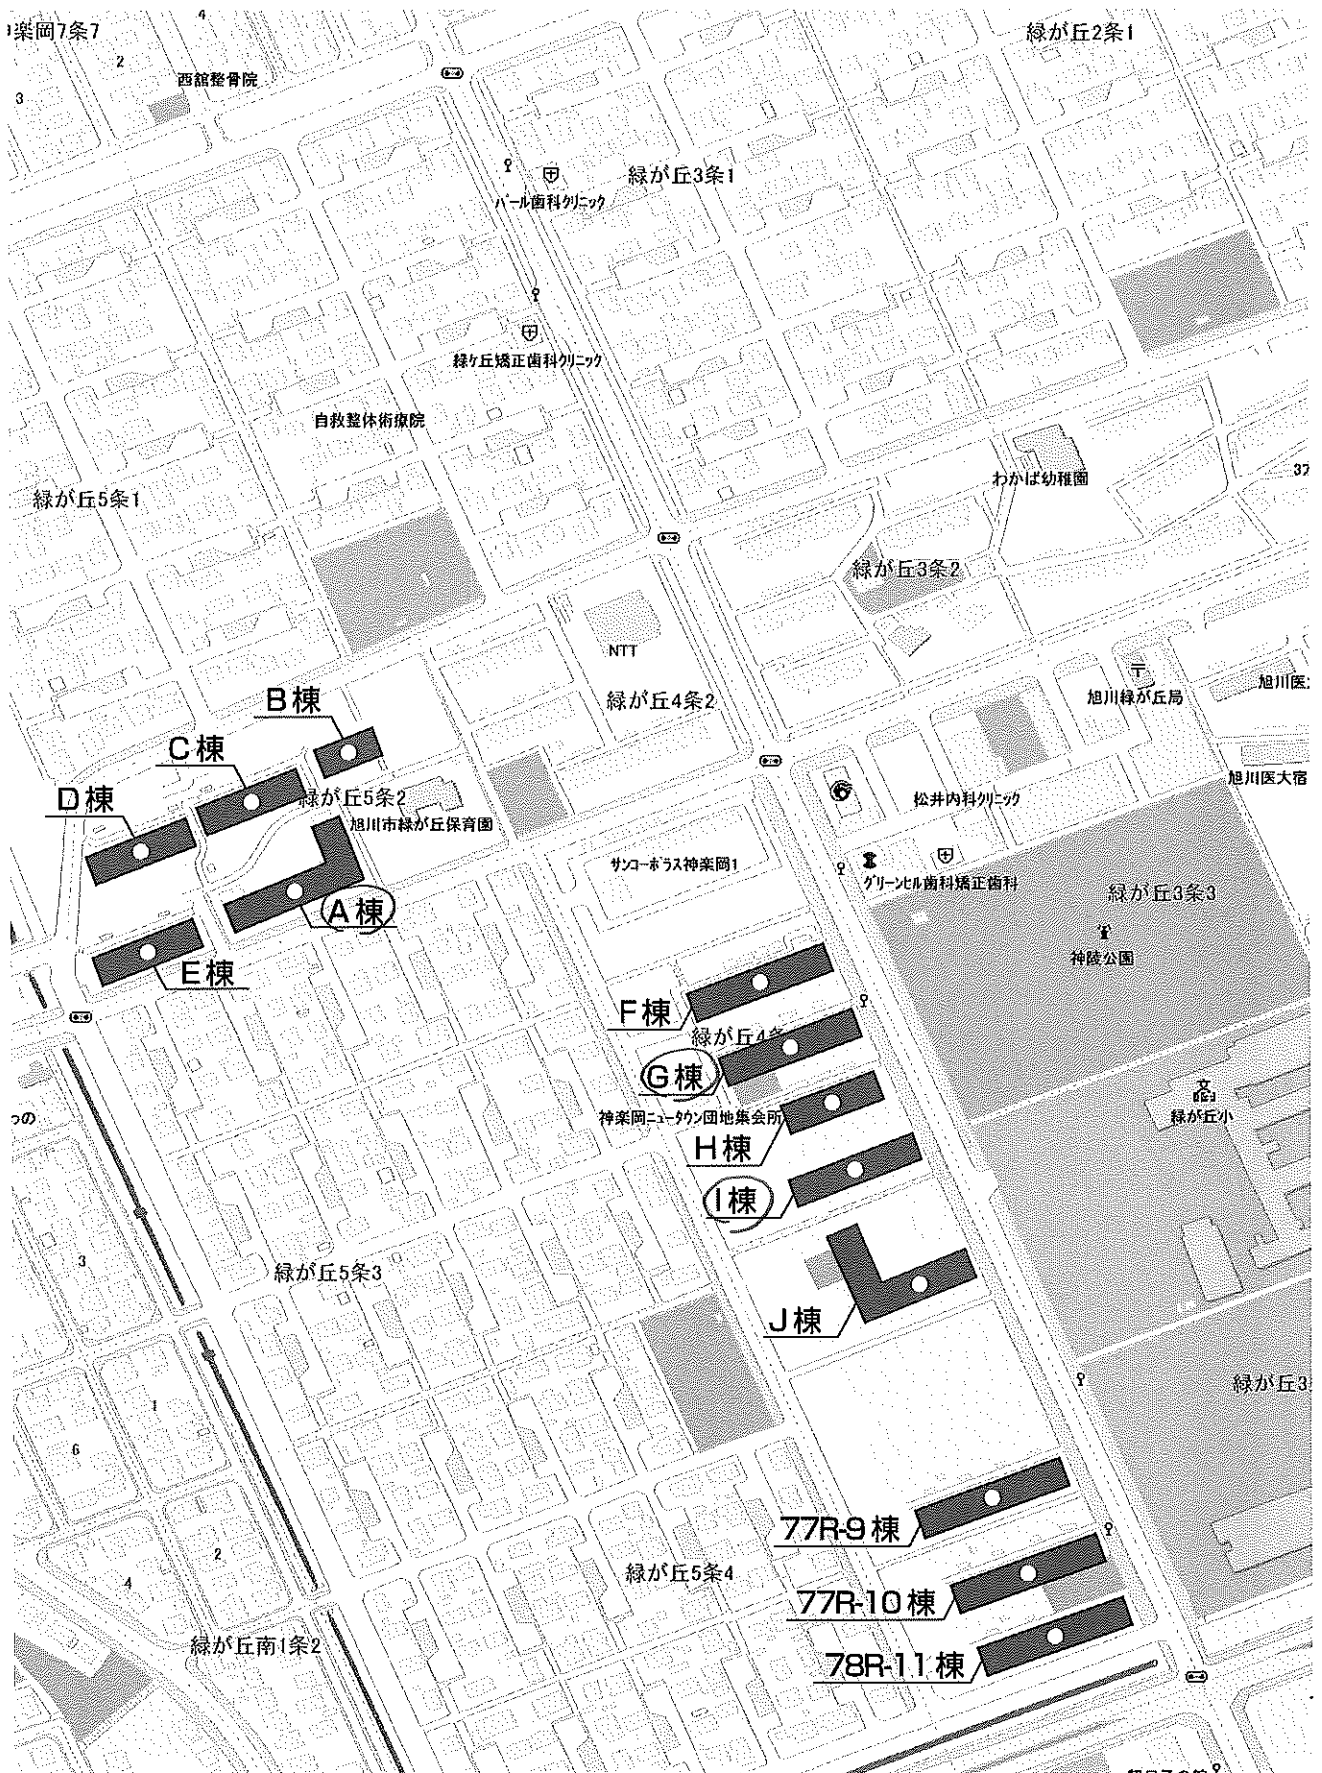 緑が丘2条1
西舘整骨院
緑が丘3条1
パール歯科クリニック
緑ヶ丘矯正歯科クリニック
自救整体術療院
わかば幼稚園
緑が丘5条1
緑が丘3条2
NTT
旭川緑が丘局
緑が丘4条2
B棟
C棟
D棟
緑が丘5条2
旭川市緑が丘保育園
旭川医大宿
松井内科クリニック
サンコーポラス神楽岡1
グリーンヒル歯科矯正歯科
緑が丘3条3
A棟
神陵公園
E棟
F棟
G棟
神楽岡ニュータウン団地集会所
緑が丘小
H棟
I棟
緑が丘5条3
J棟
77R-9棟
緑が丘5条4
77R-10棟
緑が丘南1条2
78R-11棟